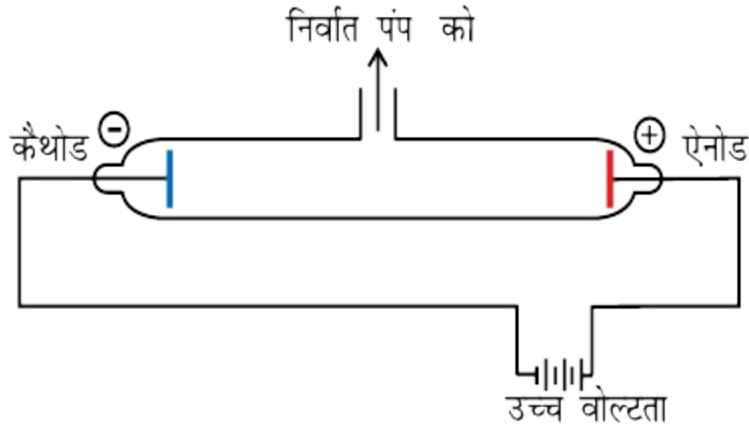 निर्वात पंप को
कैथोड
−
+
ऐनोड
उच्च वोल्टता